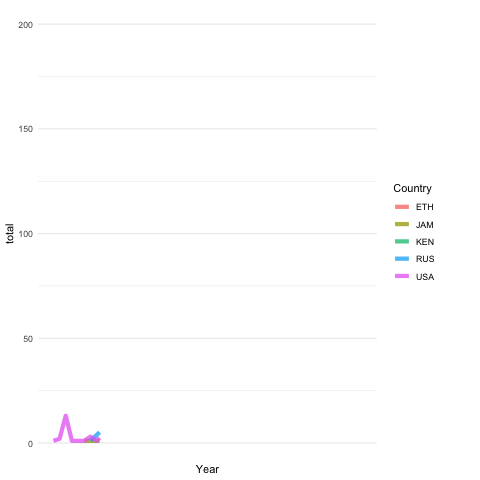 200
150
total
100
50
0
Year
Country
ETH
JAM
KEN
RUS
USA